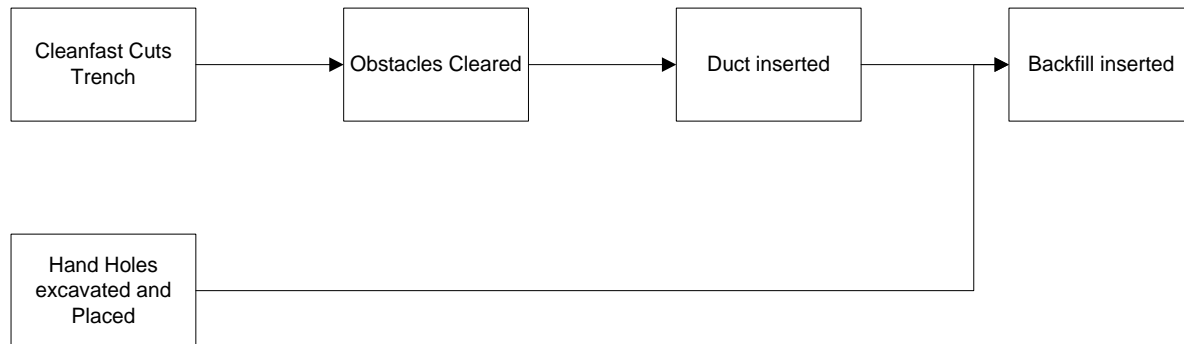 Cleanfast Cuts
Trench
Obstacles Cleared
Duct inserted
Backfill inserted
Hand Holes
excavated and
Placed